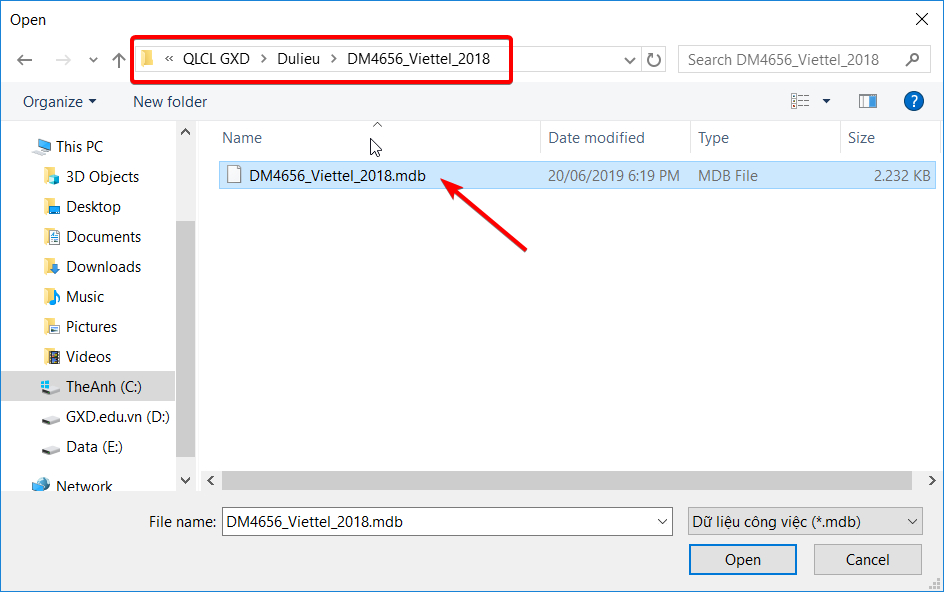 Open
« QLCL GXD > Dulieu > DM4656_Viettel_2018
Search DM4656_Viettel_2018
Organize
New folder
?
Name
Date modified
Type
Size
DM4656_Viettel_2018.mdb
20/06/2019 6:19 PM
MDB File
2.232 KB
This PC
3D Objects
Desktop
Documents
Downloads
Music
Pictures
Videos
TheAnh (C:)
GXD.edu.vn (D:)
Data (E:)
Network
File name:
DM4656_Viettel_2018.mdb
Dữ liệu công việc (*.mdb)
Open
Cancel